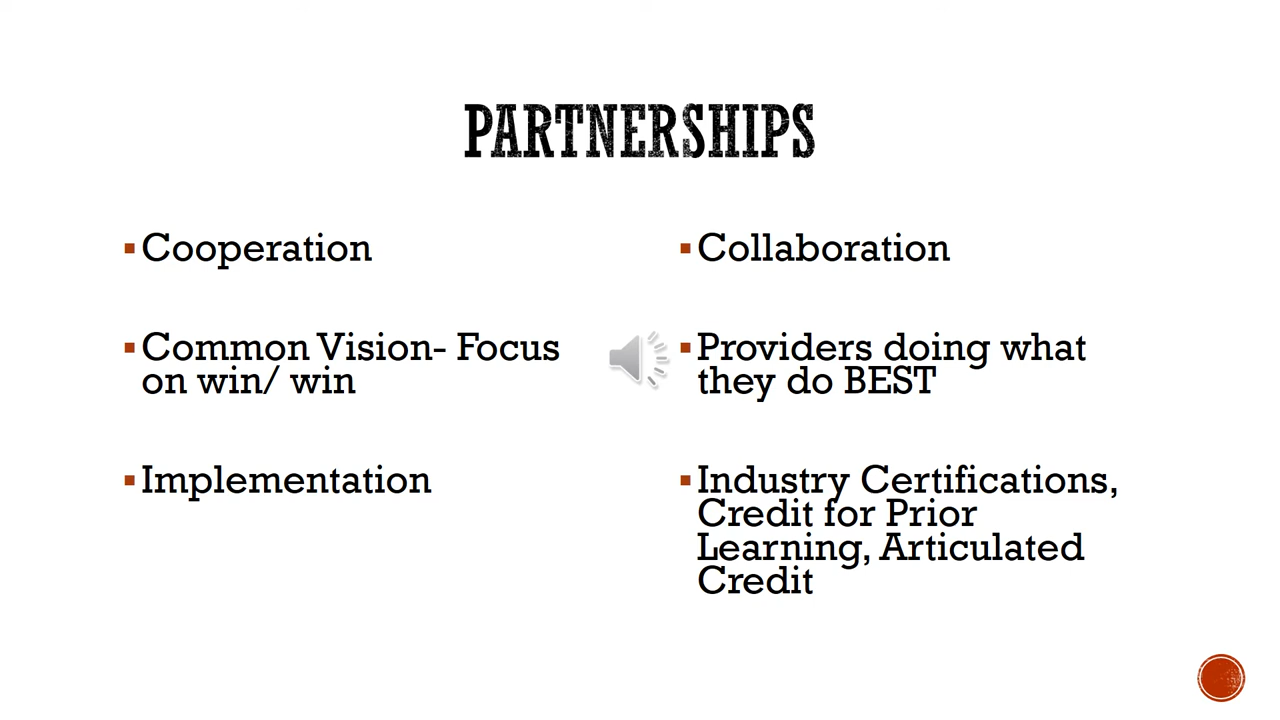 PARTNERSHIPS
▪Cooperation
▪Common Vision- Focus
on win/ win
▪Implementation
▪Collaboration
▪Providers doing what
they do BEST
▪Industry Certifications,
Credit for Prior
Learning, Articulated
Credit